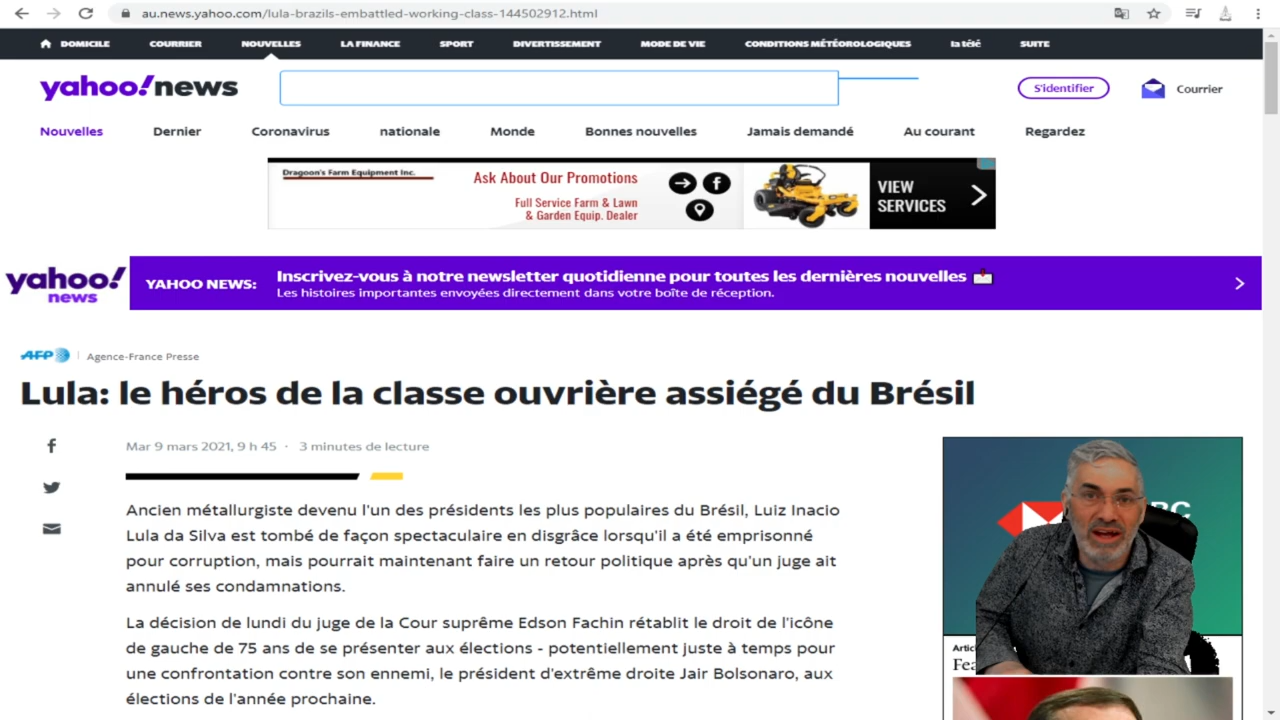 au.news.yahoo.com/lula-brazils-embattled-working-class-144502912.html
DOMICILE COURRIER NOUVELLES LA FINANCE SPORT DIVERTISSEMENT MODE DE VIE CONDITIONS MÉTÉOROLOGIQUES la télé SUITE
yahoo!news
S'identifier
Courrier
Nouvelles Dernier Coronavirus nationale Monde Bonnes nouvelles Jamais demandé Au courant Regardez
Dragoon's Farm Equipment Inc.
Ask About Our Promotions
Full Service Farm & Lawn
& Garden Equip. Dealer
VIEW
SERVICES
yahoo!
news
YAHOO NEWS:
Inscrivez-vous à notre newsletter quotidienne pour toutes les dernières nouvelles
Les histoires importantes envoyées directement dans votre boîte de réception.
AFP
Agence-France Presse
Lula: le héros de la classe ouvrière assiégé du Brésil
Mar 9 mars 2021, 9 h 45 · 3 minutes de lecture
Ancien métallurgiste devenu l'un des présidents les plus populaires du Brésil, Luiz Inacio
Lula da Silva est tombé de façon spectaculaire en disgrâce lorsqu'il a été emprisonné
pour corruption, mais pourrait maintenant faire un retour politique après qu'un juge ait
annulé ses condamnations.
La décision de lundi du juge de la Cour suprême Edson Fachin rétablit le droit de l'icône
de gauche de 75 ans de se présenter aux élections - potentiellement juste à temps pour
une confrontation contre son ennemi, le président d'extrême droite Jair Bolsonaro, aux
élections de l'année prochaine.